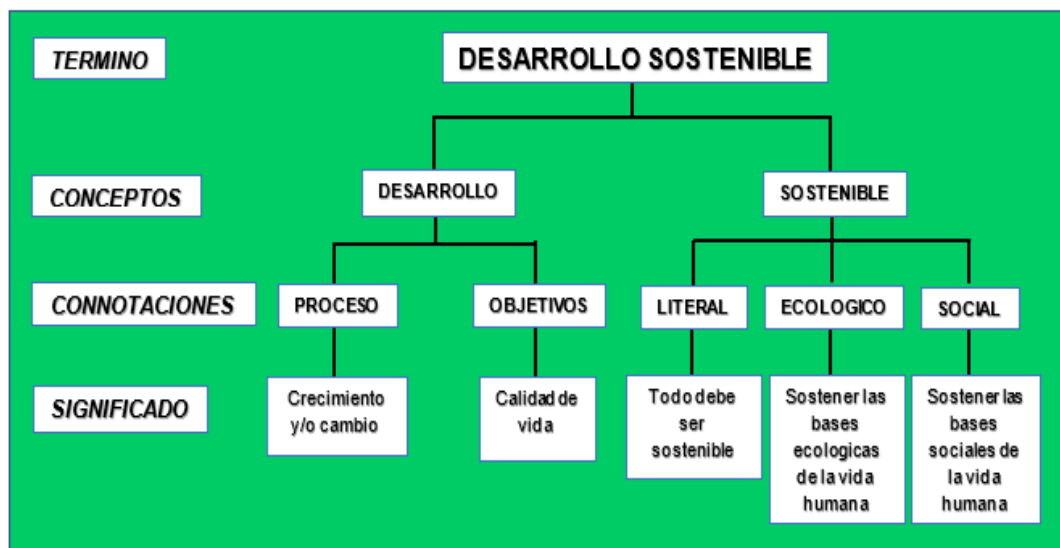 TERMINO
DESARROLLO SOSTENIBLE
CONCEPTOS
DESARROLLO
SOSTENIBLE
CONNOTACIONES
PROCESO
OBJETIVOS
LITERAL
ECOLOGICO
SOCIAL
SIGNIFICADO
Crecimiento
y/o cambio
Calidad de
vida
Todo debe
ser
sostenible
Sostener las
bases
ecologicas
de la vida
humana
Sostener las
bases
sociales de
la vida
humana